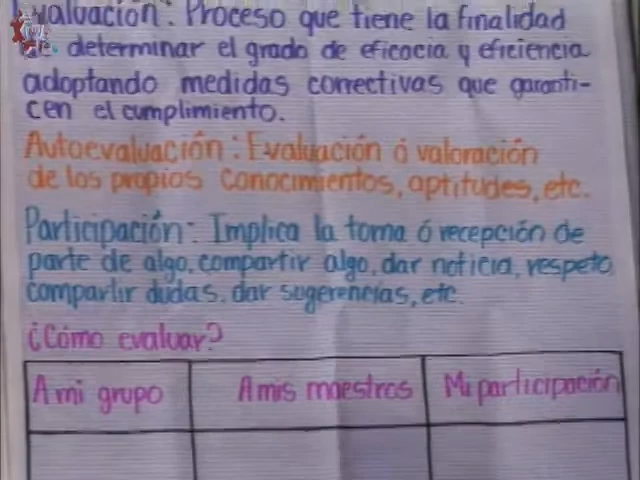 Evaluación: Proceso que tiene la finalidad
de determinar el grado de eficacia y eficiencia
adoptando medidas correctivas que garanti-
cen el cumplimiento.
Autoevaluación: Evaluación ó valoración
de los propios conocimientos, aptitudes, etc.
Participación: Implica la toma ó recepción de
parte de algo, compartir algo, dar noticia, respeto,
compartir dudas, dar sugerencias, etc.
¿Cómo evaluar?
A mi grupo
A mis maestros
Mi participación